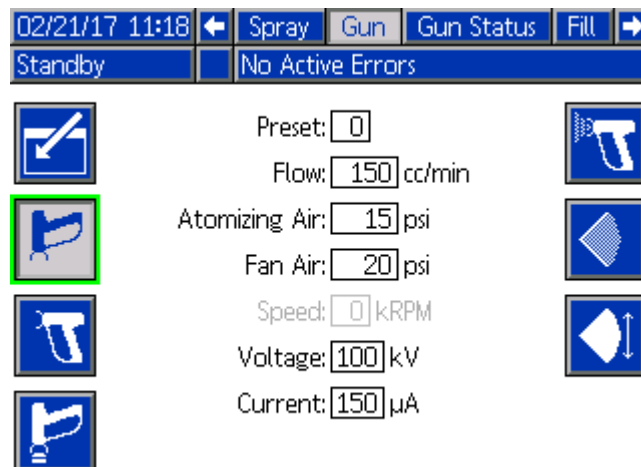 02/21/17 11:18 Spray Gun Gun Status Fill
Standby No Active Errors
Preset: 0
Flow: 150 cc/min
Atomizing Air: 15 psi
Fan Air: 20 psi
Speed: 0 kRPM
Voltage: 100 kV
Current: 150 μA